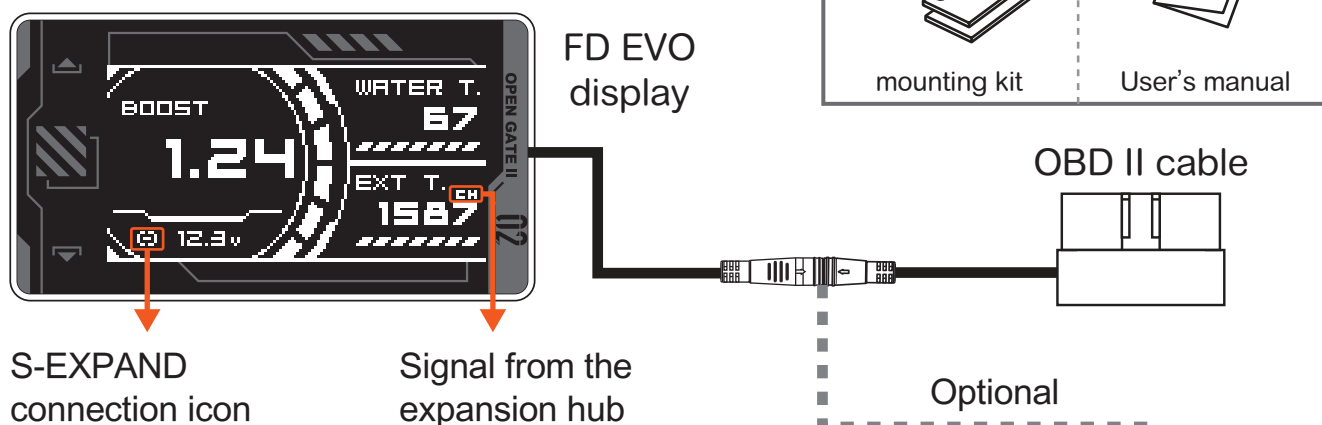 BOOST
1.24
12.3v
WATER T.
67
EXT T.
CH
1587
OPEN GATE II
02
FD EVO
display
mounting kit
User's manual
OBD II cable
S-EXPAND
connection icon
Signal from the
expansion hub
Optional